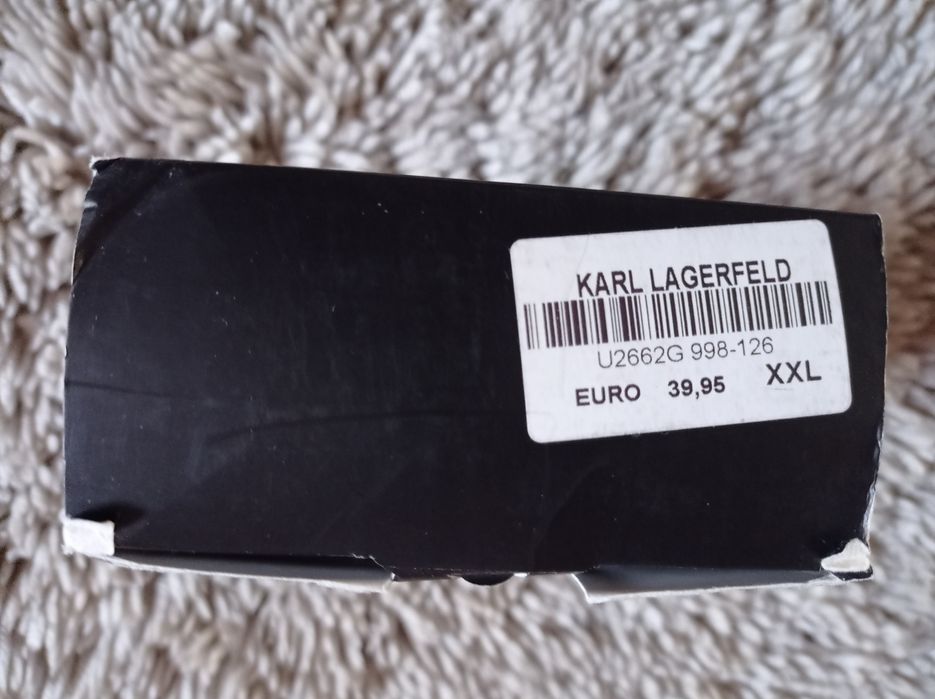 KARL LAGERFELD
U2662G 998-126
EURO 39,95 XXL